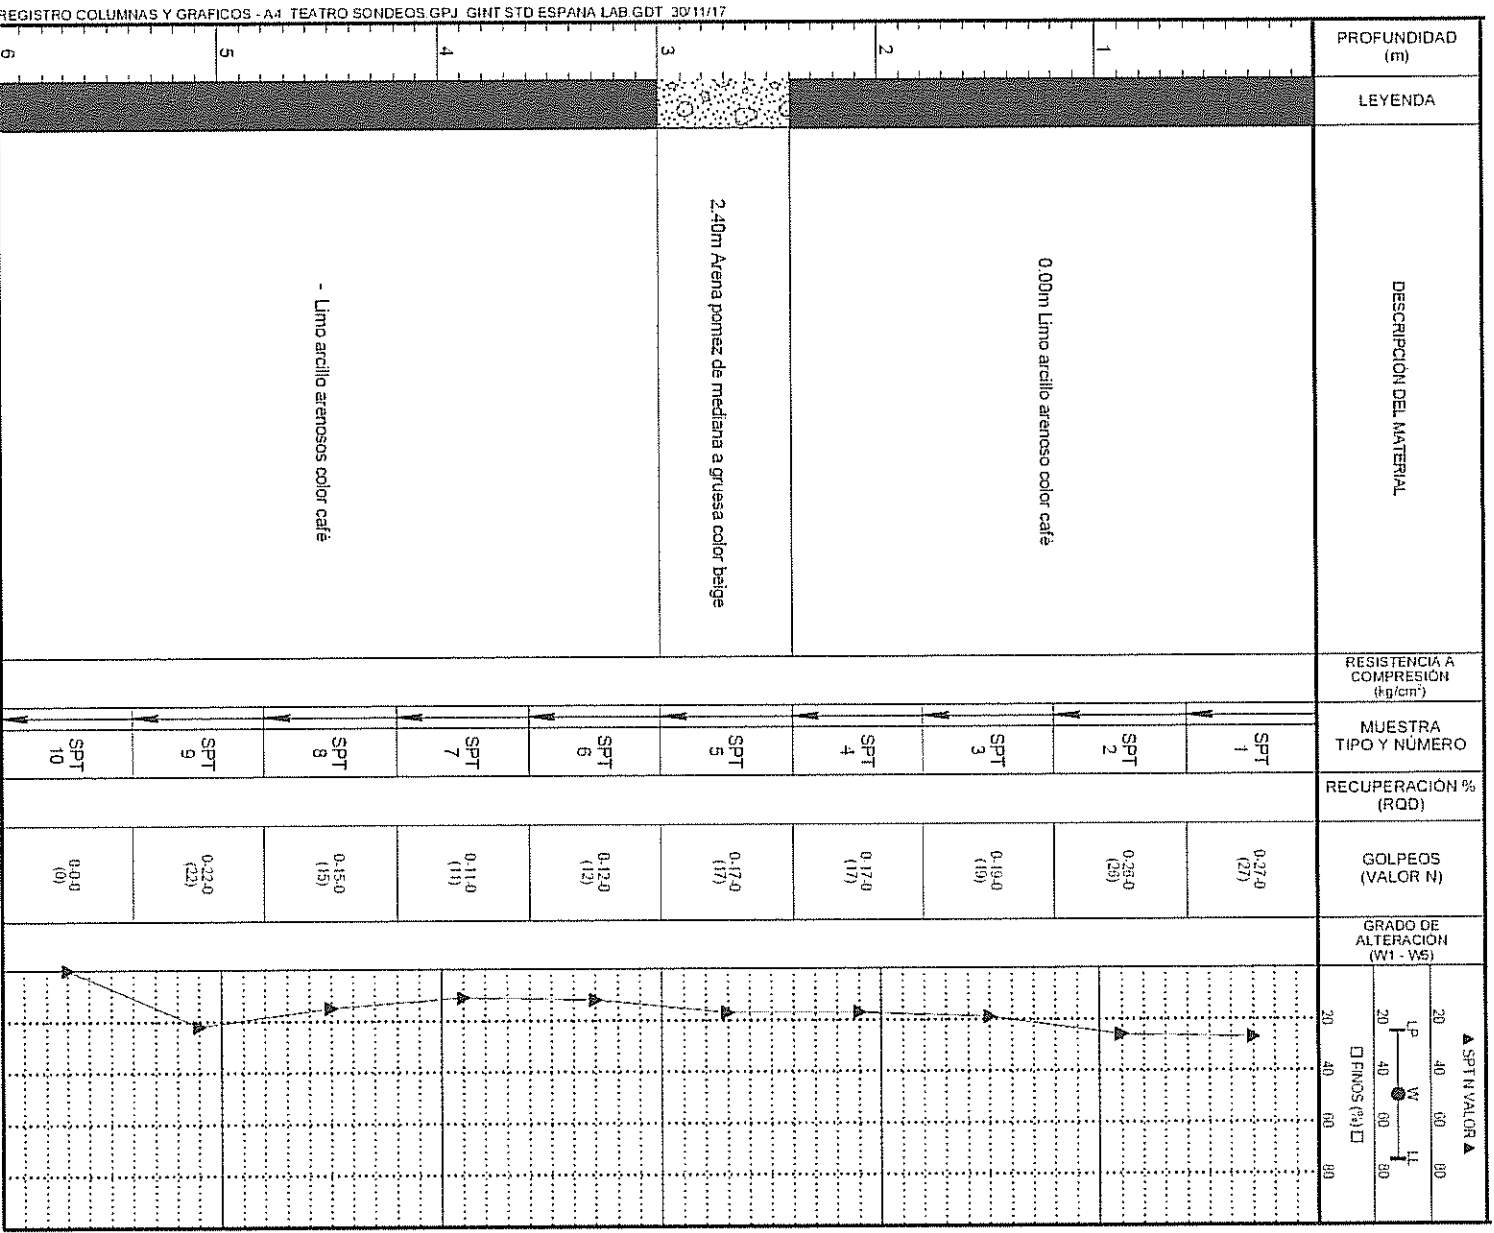 REGISTRO COLUMNAS Y GRAFICOS - A4 TEATRO SONDEOS.GPJ GINT STD ESPANA LAB.GDT 30/11/17
PROFUNDIDAD
(m)
1
2
3
4
5
6
LEYENDA
DESCRIPCIÓN DEL MATERIAL
0.00m Limo arcillo arenoso color café
2.40m Arena pomez de mediana a gruesa color beige
- Limo arcillo arenosos color café
RESISTENCIA A
COMPRESIÓN
(kg/cm²)
MUESTRA
TIPO Y NÚMERO
SPT
1
SPT
2
SPT
3
SPT
4
SPT
5
SPT
6
SPT
7
SPT
8
SPT
9
SPT
10
RECUPERACIÓN %
(RQD)
GOLPEOS
(VALOR N)
0-27-0
(27)
0-26-0
(26)
0-19-0
(19)
0-17-0
(17)
0-17-0
(17)
0-12-0
(12)
0-11-0
(11)
0-15-0
(15)
0-22-0
(22)
0-0-0
(0)
GRADO DE
ALTERACIÓN
(W1 - W5)
▲ SPT N VALOR ▲
20 40 60 80
LP W LL
20 40 60 80
□ FINOS (%) □
20 40 60 80